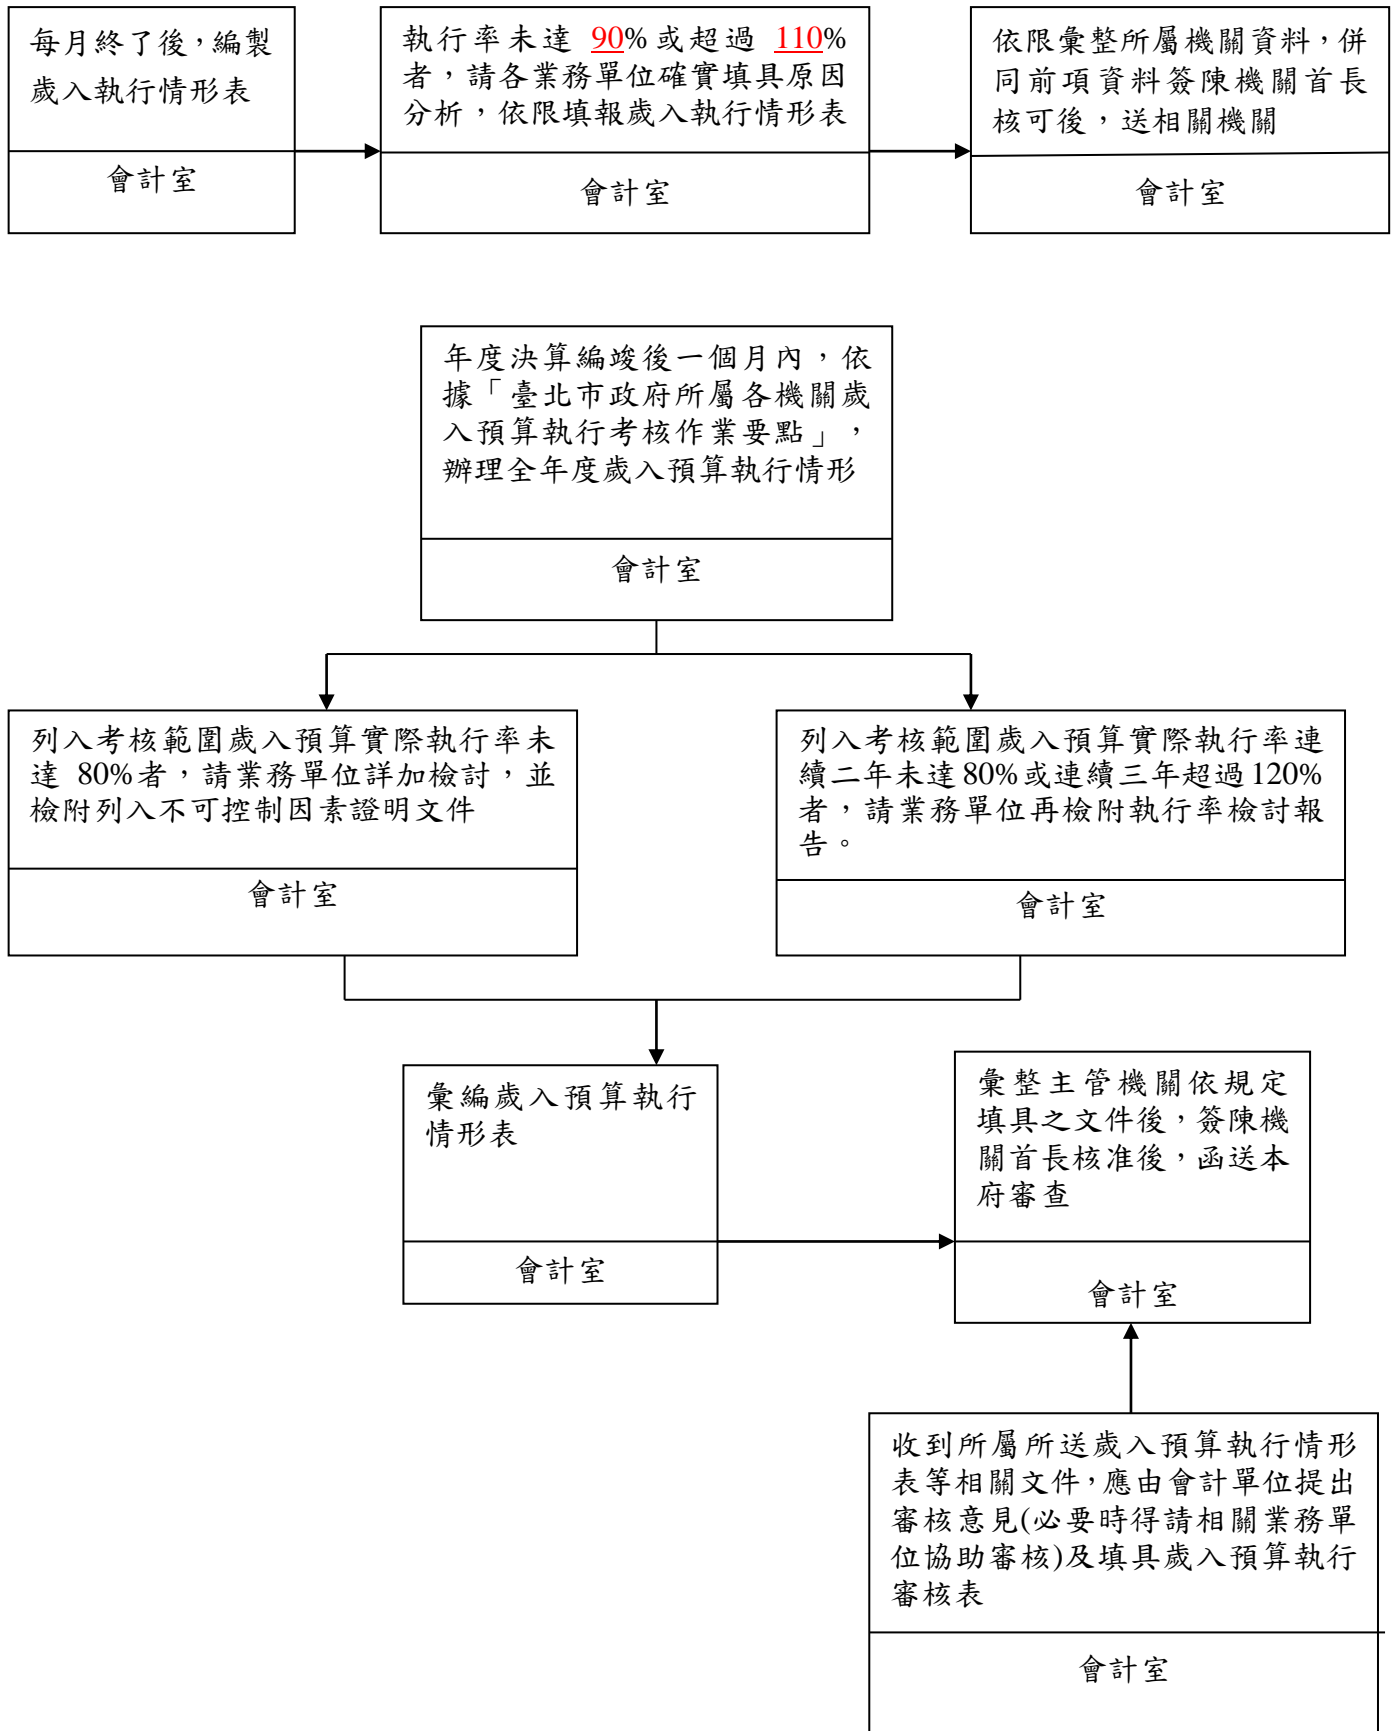 每月終了後，編製
歲入執行情形表
會計室
執行率未達 90%或超過 110%
者，請各業務單位確實填具原因
分析，依限填報歲入執行情形表
會計室
依限彙整所屬機關資料，併
同前項資料簽陳機關首長
核可後，送相關機關
會計室
年度決算編竣後一個月內，依
據「臺北市政府所屬各機關歲
入預算執行考核作業要點」，
辦理全年度歲入預算執行情形
會計室
列入考核範圍歲入預算實際執行率未
達 80%者，請業務單位詳加檢討，並
檢附列入不可控制因素證明文件
會計室
列入考核範圍歲入預算實際執行率連
續二年未達 80%或連續三年超過 120%
者，請業務單位再檢附執行率檢討報
告。
會計室
彙編歲入預算執行
情形表
會計室
彙整主管機關依規定
填具之文件後，簽陳機
關首長核准後，函送本
府審查
會計室
收到所屬所送歲入預算執行情形
表等相關文件，應由會計單位提出
審核意見(必要時得請相關業務單
位協助審核)及填具歲入預算執行
審核表
會計室